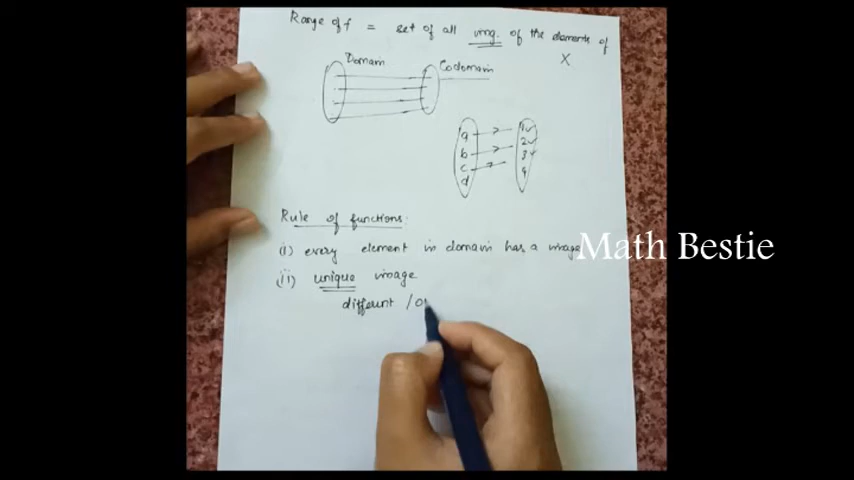 Range of f = set of all img. of the elements of
X
Domain
Codomain
a
b
c
d
1
2
3
4
Rule of functions:
(i) every element in domain has a image
(ii) unique image
different /
Math Bestie